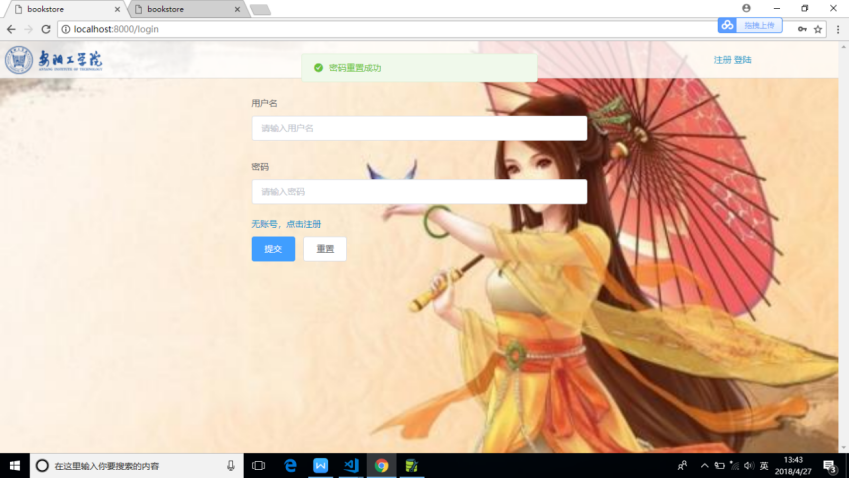 bookstore
bookstore
localhost:8000/login
拖拽上传
安阳工学院
注册 登陆
密码重置成功
用户名
请输入用户名
密码
请输入密码
无账号，点击注册
提交
重置
在这里输入你要搜索的内容
英
13:43
2018/4/27
3